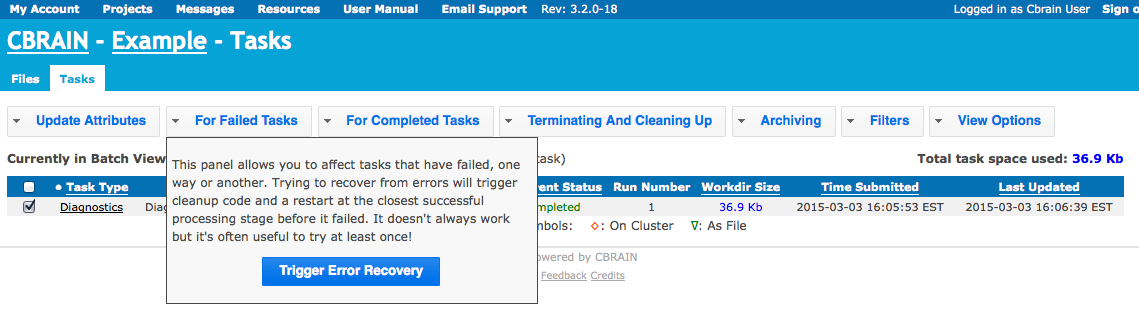 My Account Projects Messages Resources User Manual Email Support Rev: 3.2.0-18 Logged in as Cbrain User Sign o
CBRAIN - Example - Tasks
Files Tasks
Update Attributes For Failed Tasks For Completed Tasks Terminating And Cleaning Up Archiving Filters View Options
Currently in Batch View task) Total task space used: 36.9 Kb
This panel allows you to affect tasks that have failed, one
way or another. Trying to recover from errors will trigger
cleanup code and a restart at the closest successful
processing stage before it failed. It doesn't always work
but it's often useful to try at least once!
Trigger Error Recovery
Task Type rent Status Run Number Workdir Size Time Submitted Last Updated
Diagnostics Diag mpleted 1 36.9 Kb 2015-03-03 16:05:53 EST 2015-03-03 16:06:39 EST
mbols: : On Cluster : As File
owered by CBRAIN
Feedback Credits